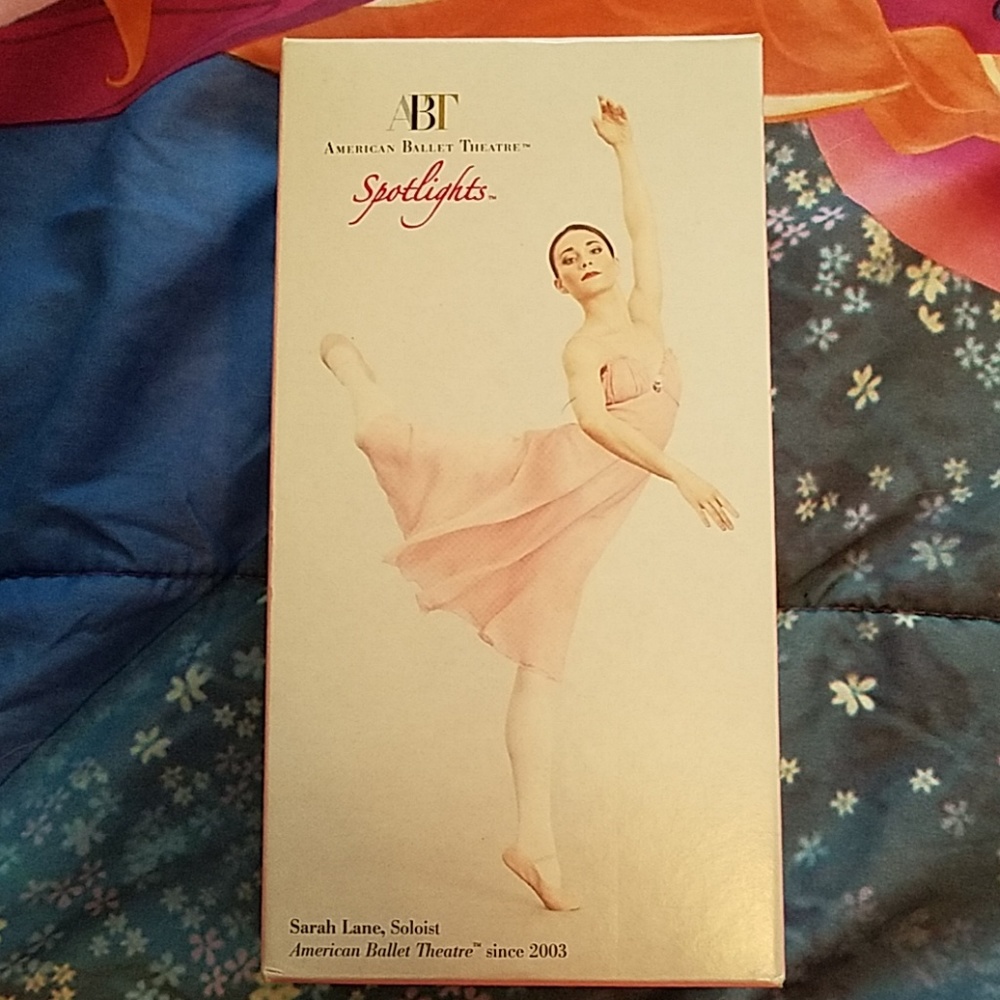 ABT
American Ballet Theatre™
Spotlights™
Sarah Lane, Soloist
American Ballet Theatre™ since 2003